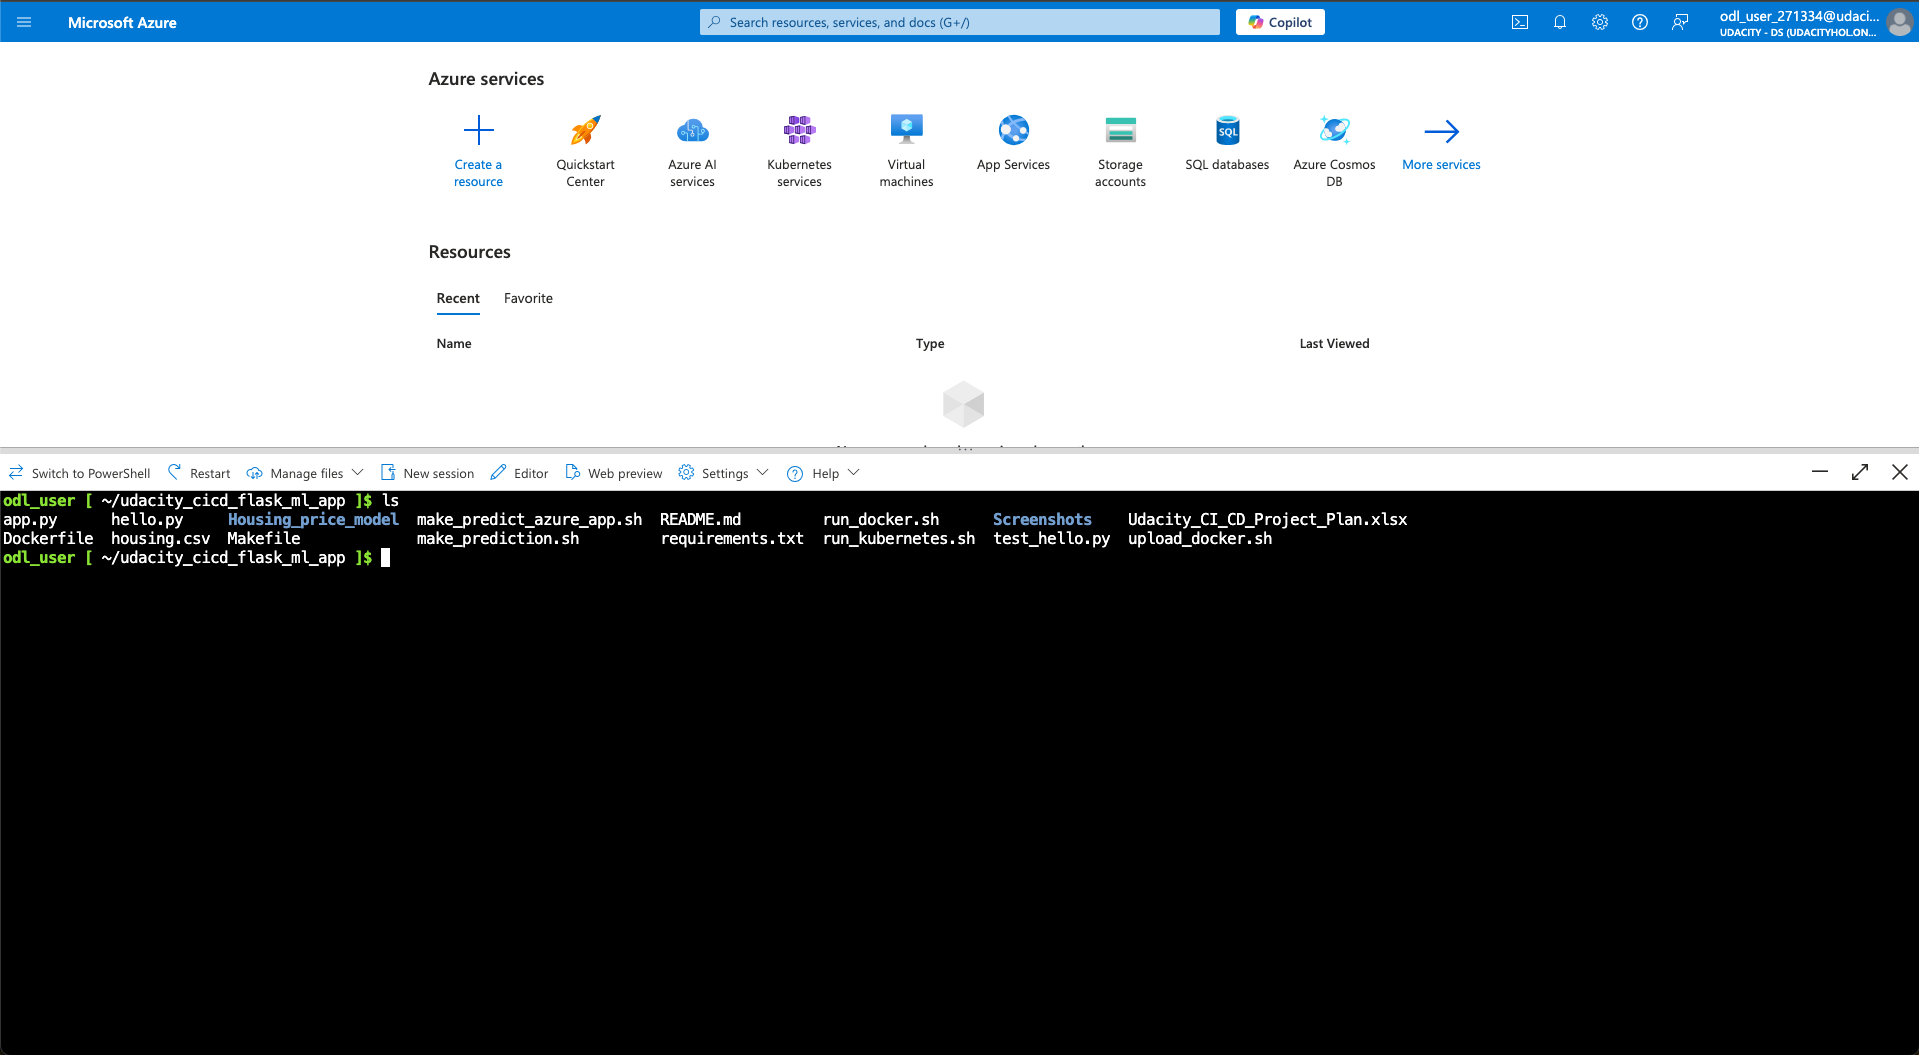 Microsoft Azure
Search resources, services, and docs (G+/)
Copilot
odl_user_271334@udaci...
UDACITY - DS (UDACITYHOL.ON...
Azure services
Create a resource
Quickstart Center
Azure AI services
Kubernetes services
Virtual machines
App Services
Storage accounts
SQL
SQL databases
Azure Cosmos DB
More services
Resources
Recent Favorite
Name Type Last Viewed
Switch to PowerShell Restart Manage files New session Editor Web preview Settings Help
odl_user [ ~/udacity_cicd_flask_ml_app ]$ ls
app.py hello.py Housing_price_model make_predict_azure_app.sh README.md run_docker.sh Screenshots Udacity_CI_CD_Project_Plan.xlsx
Dockerfile housing.csv Makefile make_prediction.sh requirements.txt run_kubernetes.sh test_hello.py upload_docker.sh
odl_user [ ~/udacity_cicd_flask_ml_app ]$